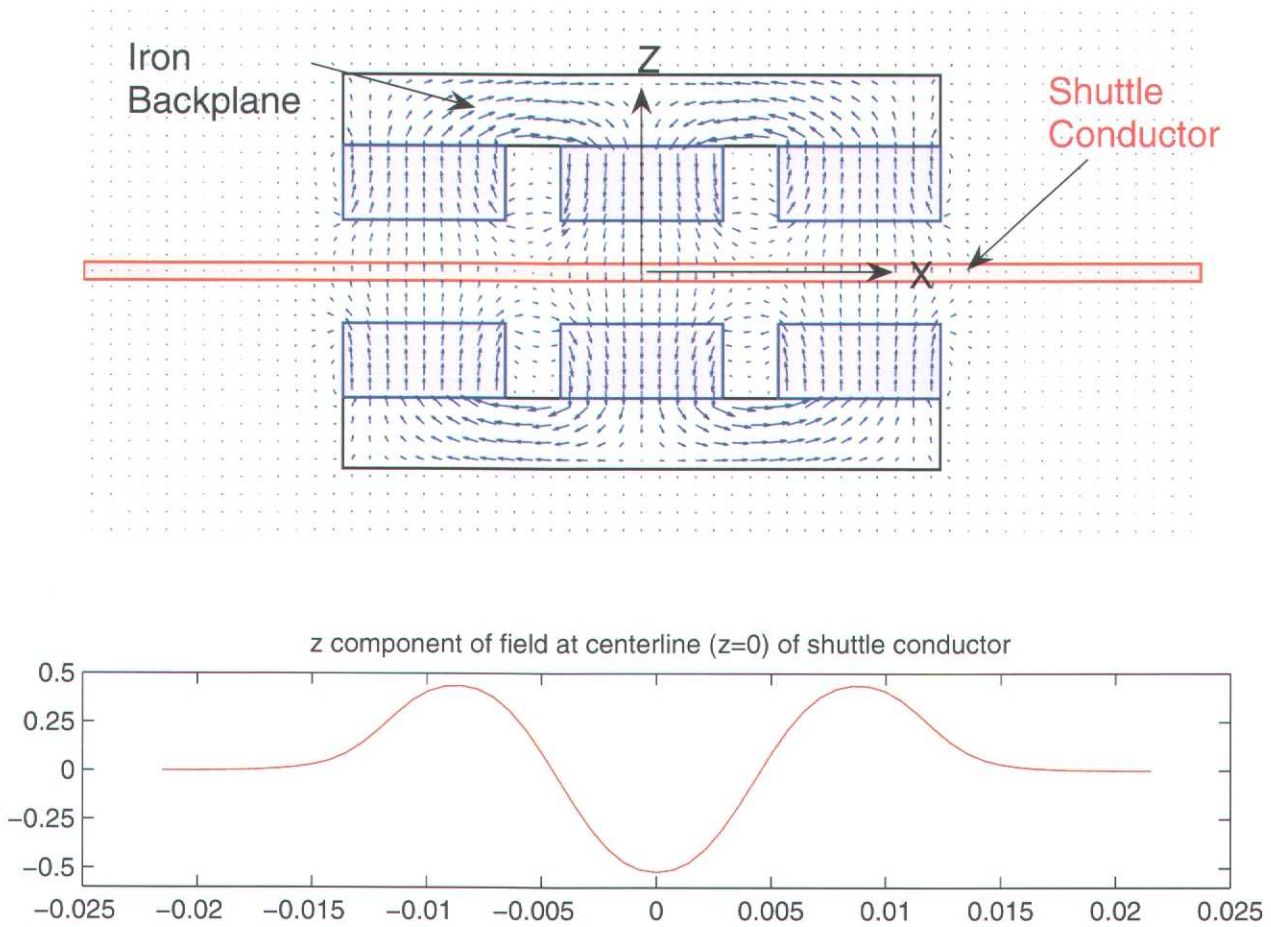 Iron
Backplane
Z
Shuttle
Conductor
X
z component of field at centerline (z=0) of shuttle conductor
0.5
0.25
0
−0.25
−0.5
−0.025 −0.02 −0.015 −0.01 −0.005 0 0.005 0.01 0.015 0.02 0.025